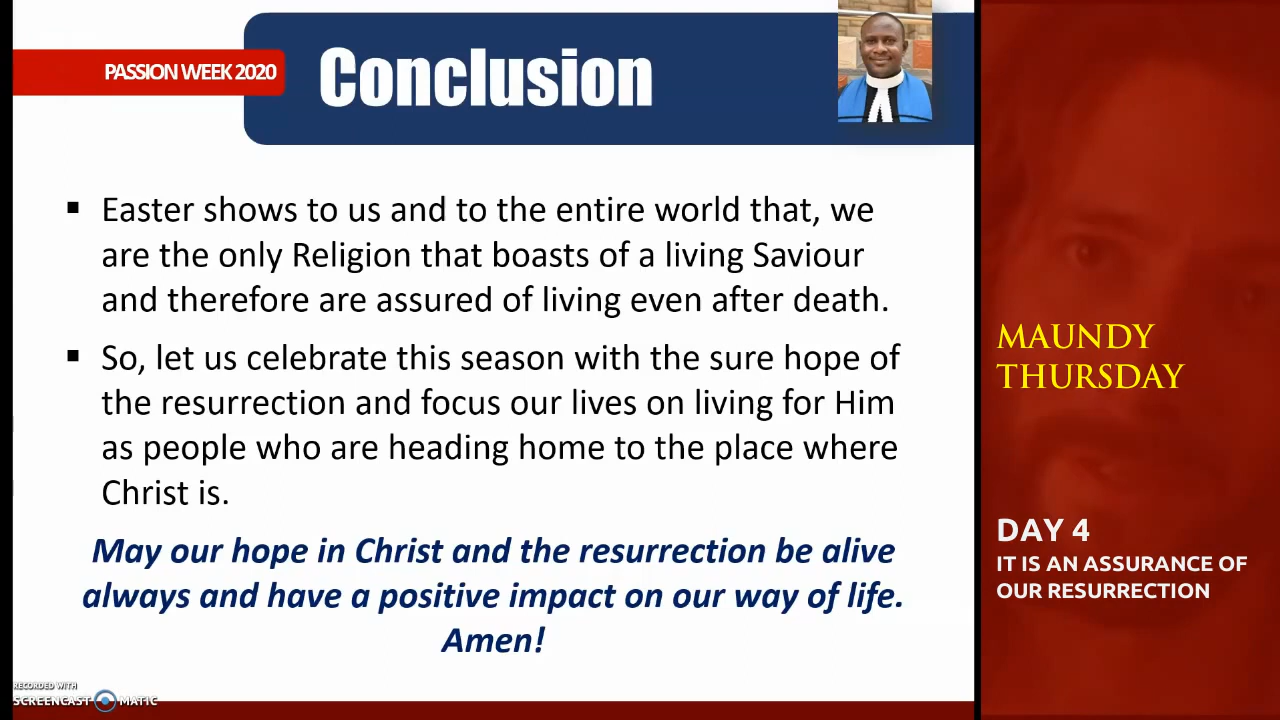 PASSION WEEK 2020
Conclusion
▪ Easter shows to us and to the entire world that, we
are the only Religion that boasts of a living Saviour
and therefore are assured of living even after death.
▪ So, let us celebrate this season with the sure hope of
the resurrection and focus our lives on living for Him
as people who are heading home to the place where
Christ is.
May our hope in Christ and the resurrection be alive
always and have a positive impact on our way of life.
Amen!
MAUNDY
THURSDAY
DAY 4
IT IS AN ASSURANCE OF
OUR RESURRECTION
RECORDED WITH
SCREENCAST MATIC